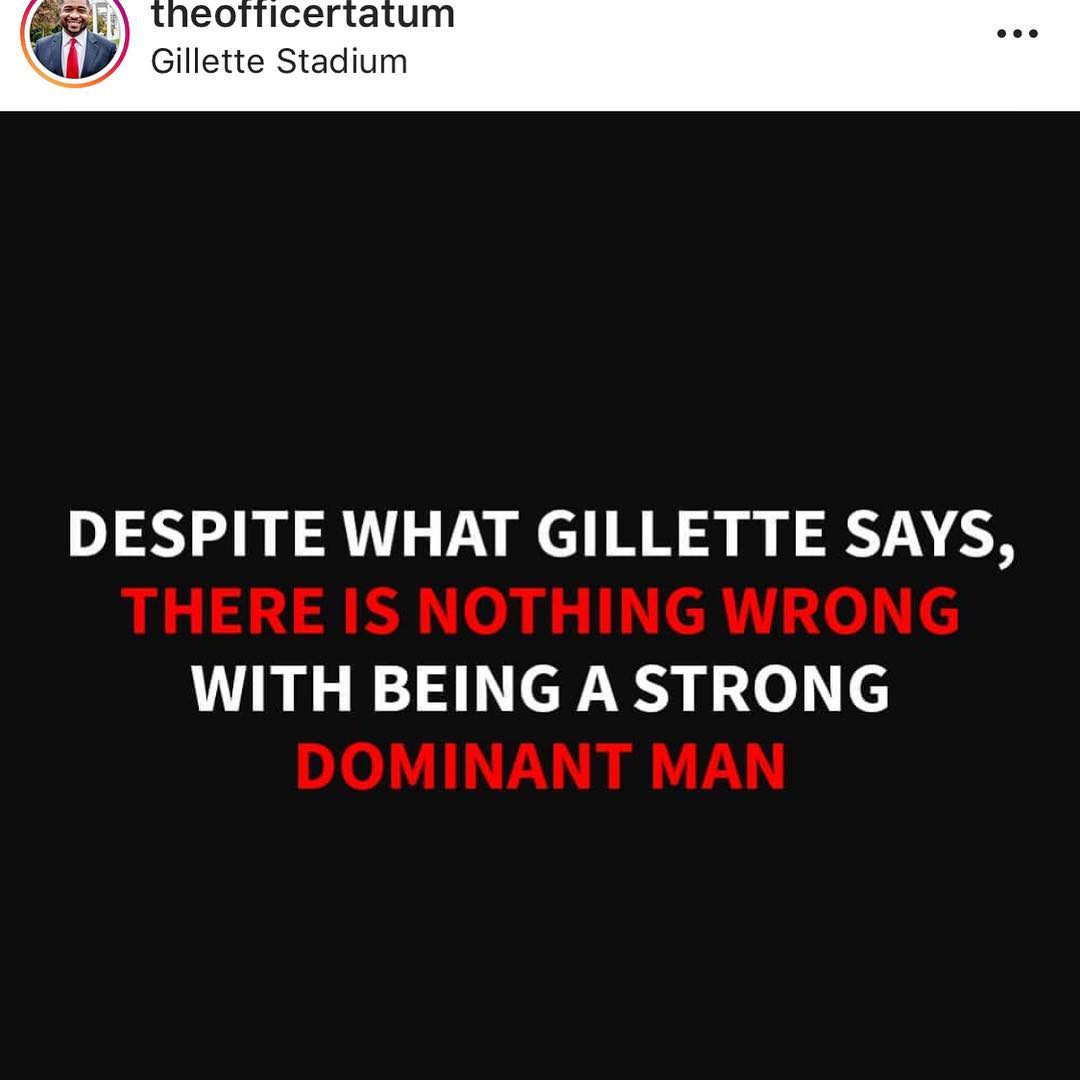 theofficertatum
Gillette Stadium
DESPITE WHAT GILLETTE SAYS,
THERE IS NOTHING WRONG
WITH BEING A STRONG
DOMINANT MAN